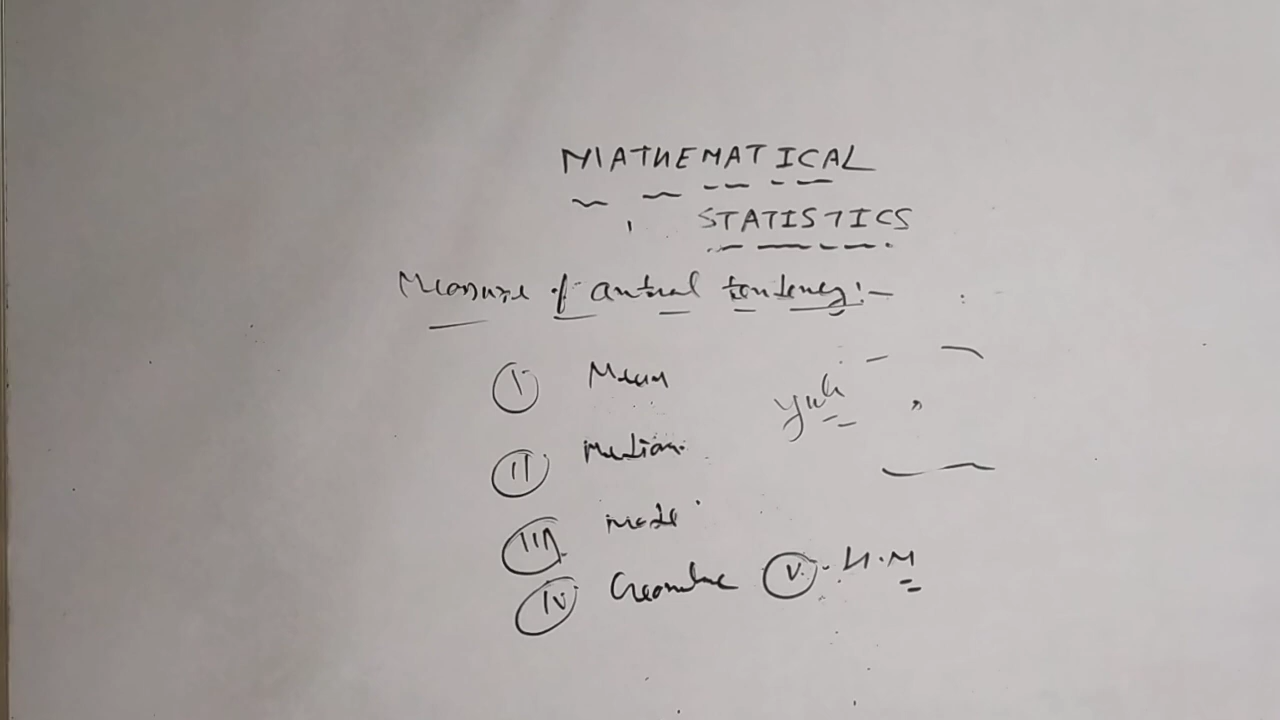 MATHEMATICAL
STATISTICS
Measure of central tendency:-
(I) Mean
(II) Median
(III) Mode
(IV) Geometric (V). H.M